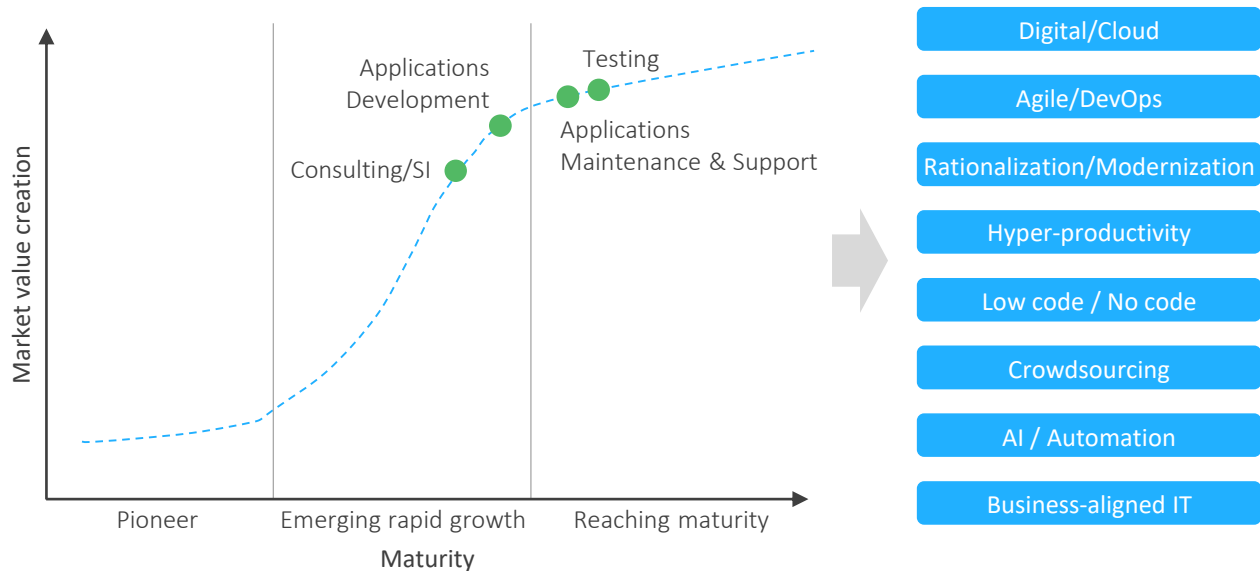 Market value creation
Applications
Development
Testing
Consulting/SI
Applications
Maintenance & Support
Pioneer
Emerging rapid growth
Reaching maturity
Maturity
Digital/Cloud
Agile/DevOps
Rationalization/Modernization
Hyper-productivity
Low code / No code
Crowdsourcing
AI / Automation
Business-aligned IT